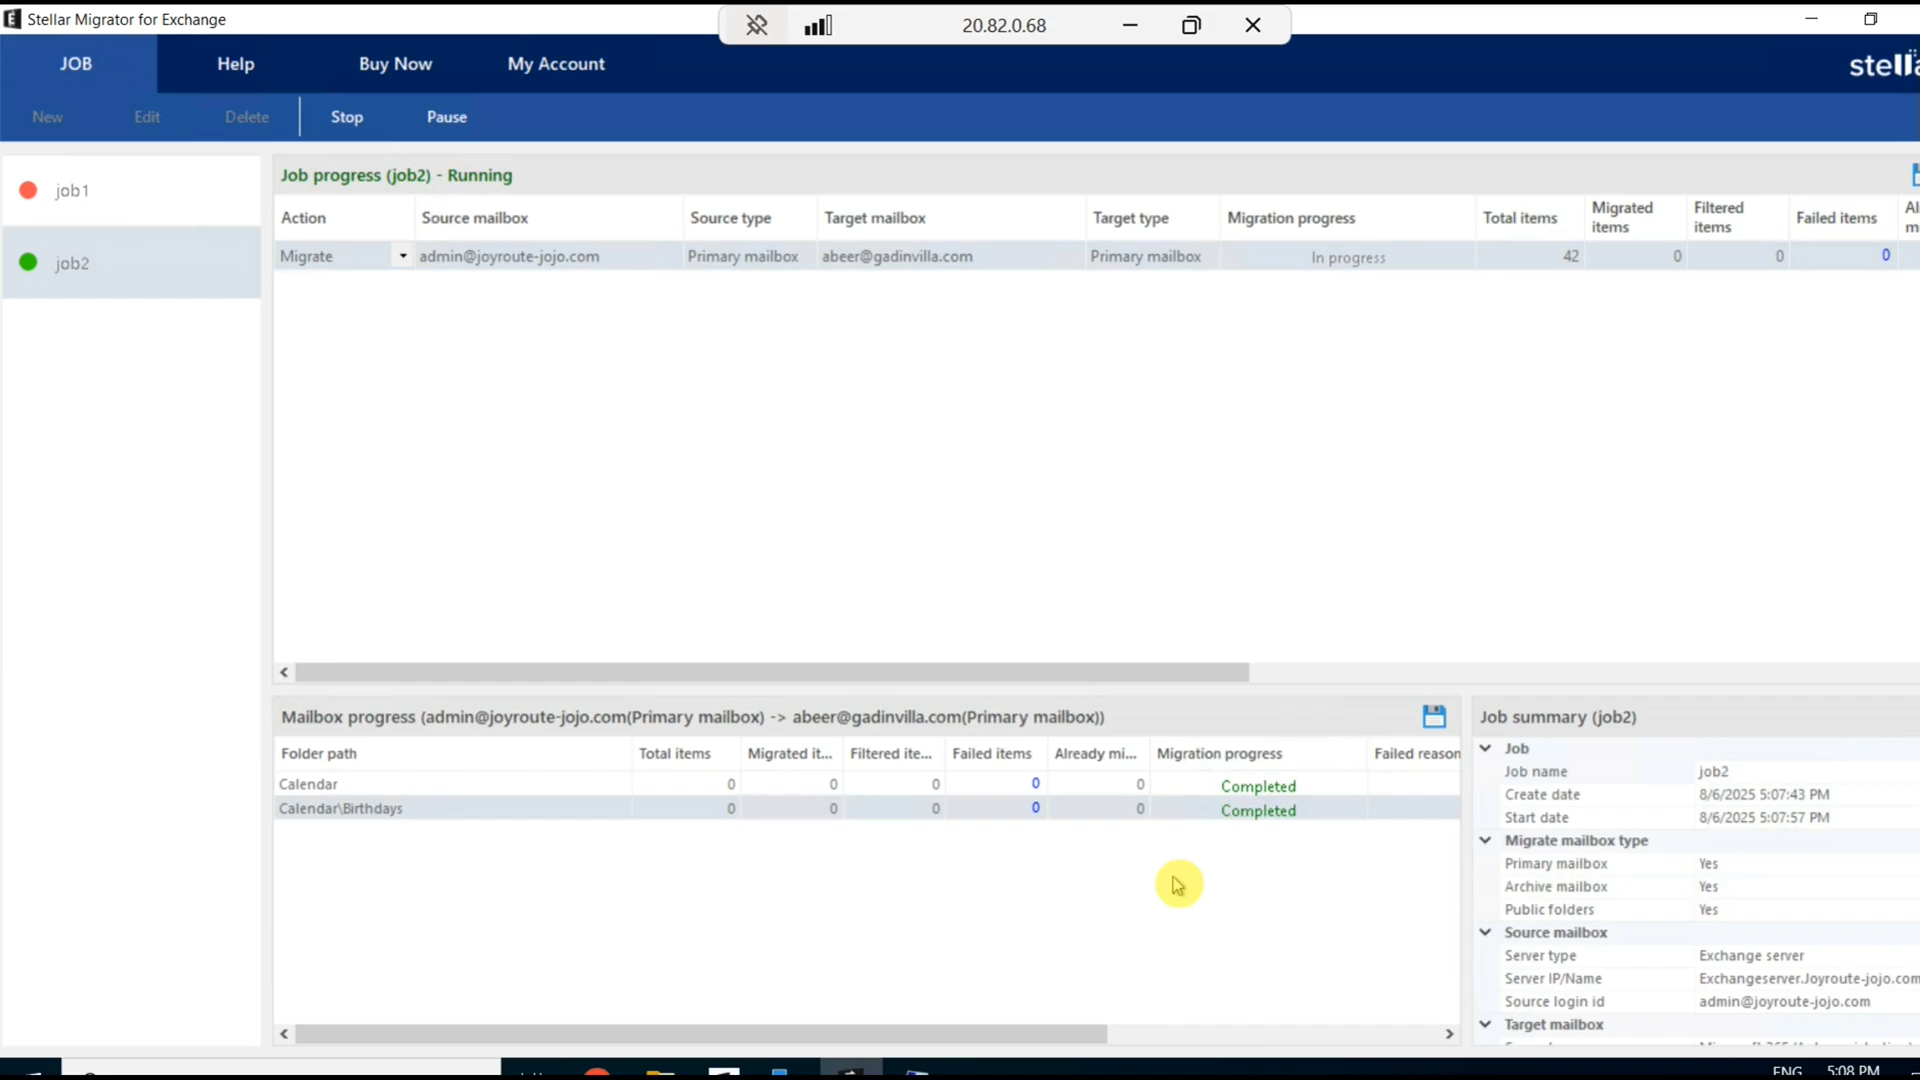 Stellar Migrator for Exchange
20.82.0.68
JOB Help Buy Now My Account
New Edit Delete Stop Pause
job1
job2
Job progress (job2) - Running
Action Source mailbox Source type Target mailbox Target type Migration progress Total items Migrated items Filtered items Failed items
Migrate admin@joyroute-jojo.com Primary mailbox abeer@gadinvilla.com Primary mailbox In progress 42 0 0 0
Mailbox progress (admin@joyroute-jojo.com(Primary mailbox) -> abeer@gadinvilla.com(Primary mailbox))
Folder path Total items Migrated it... Filtered ite... Failed items Already mi... Migration progress Failed reason
Calendar 0 0 0 0 0 Completed
Calendar\Birthdays 0 0 0 0 0 Completed
Job summary (job2)
Job
Job name job2
Create date 8/6/2025 5:07:43 PM
Start date 8/6/2025 5:07:57 PM
Migrate mailbox type
Primary mailbox Yes
Archive mailbox Yes
Public folders Yes
Source mailbox
Server type Exchange server
Server IP/Name Exchangeserver.Joyroute-jojo.com
Source login id admin@joyroute-jojo.com
Target mailbox
ENG 5:08 PM